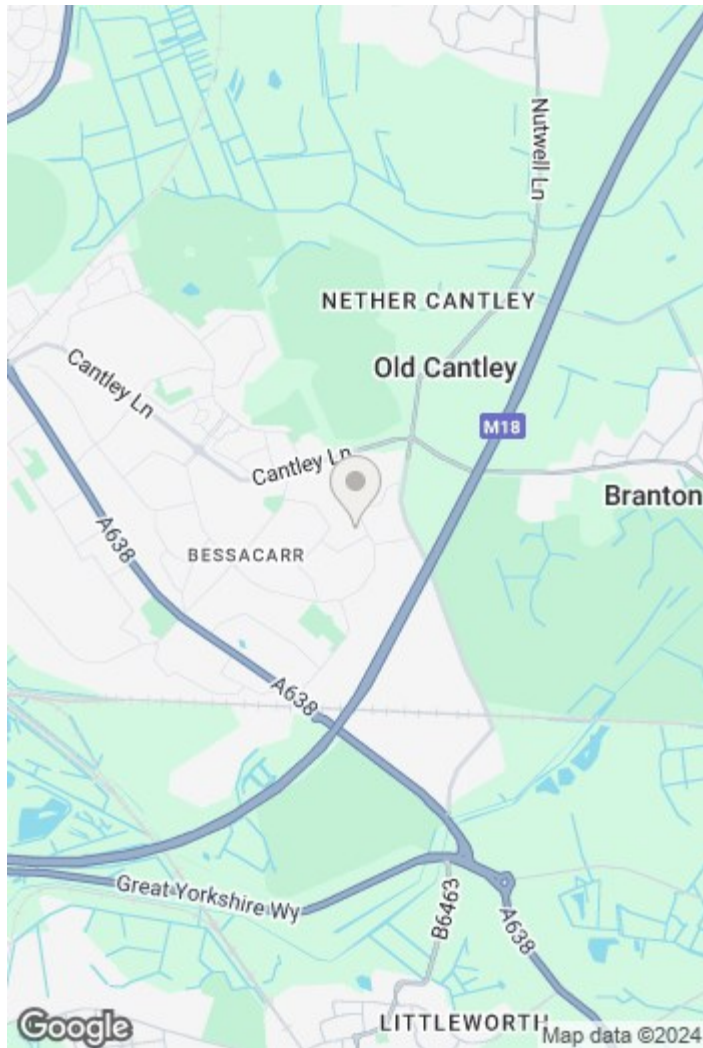 Nutwell Ln
NETHER CANTLEY
Old Cantley
Cantley Ln
M18
Cantley Ln
Branton
A638
BESSACARR
A638
Great Yorkshire Wy
B6463
A638
LITTLEWORTH
Google
Map data ©2024